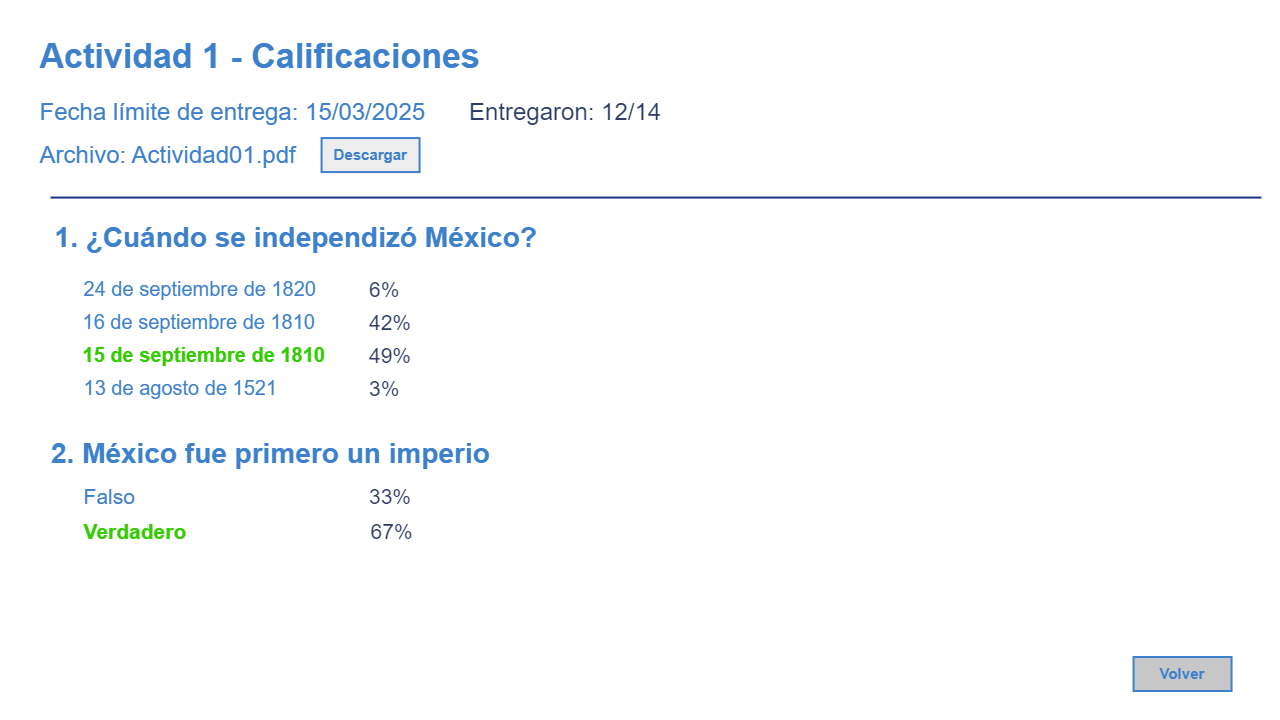 Actividad 1 - Calificaciones
Fecha límite de entrega: 15/03/2025 Entregaron: 12/14
Archivo: Actividad01.pdf Descargar
1. ¿Cuándo se independizó México?
24 de septiembre de 1820 6%
16 de septiembre de 1810 42%
15 de septiembre de 1810 49%
13 de agosto de 1521 3%
2. México fue primero un imperio
Falso 33%
Verdadero 67%
Volver